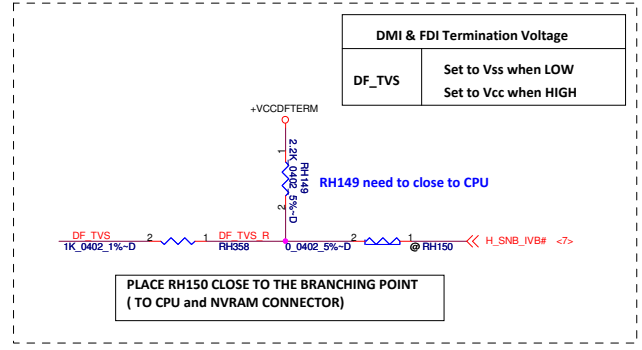 DMI & FDI Termination Voltage
DF_TVS
Set to Vss when LOW
Set to Vcc when HIGH
+VCCDFTERM
1
2.2K_0402_5%~D
RH149
2
RH149 need to close to CPU
DF_TVS 2 1 DF_TVS_R 2 1 H_SNB_IVB# <7>
1K_0402_1%~D RH358 0_0402_5%~D @ RH150
PLACE RH150 CLOSE TO THE BRANCHING POINT
( TO CPU and NVRAM CONNECTOR)